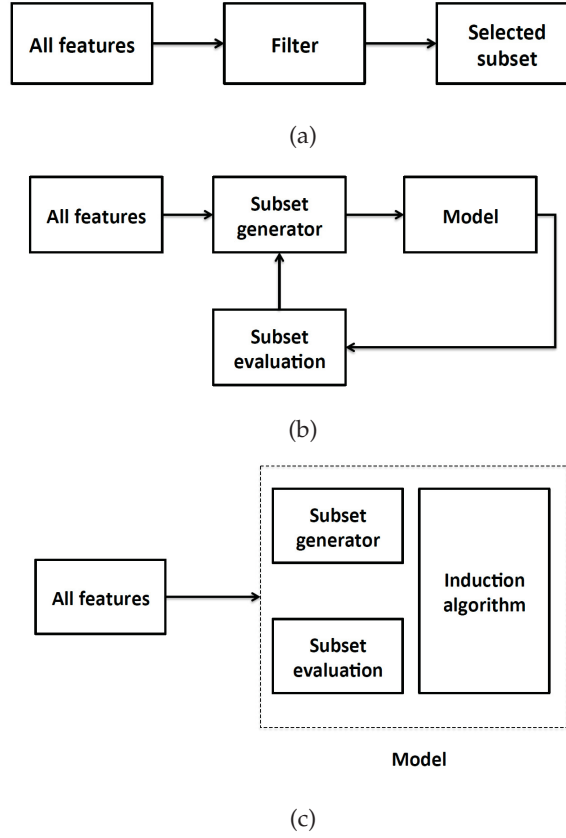 All features
Filter
Selected
subset
(a)
All features
Subset
generator
Model
Subset
evaluation
(b)
All features
Subset
generator
Induction
algorithm
Subset
evaluation
Model
(c)